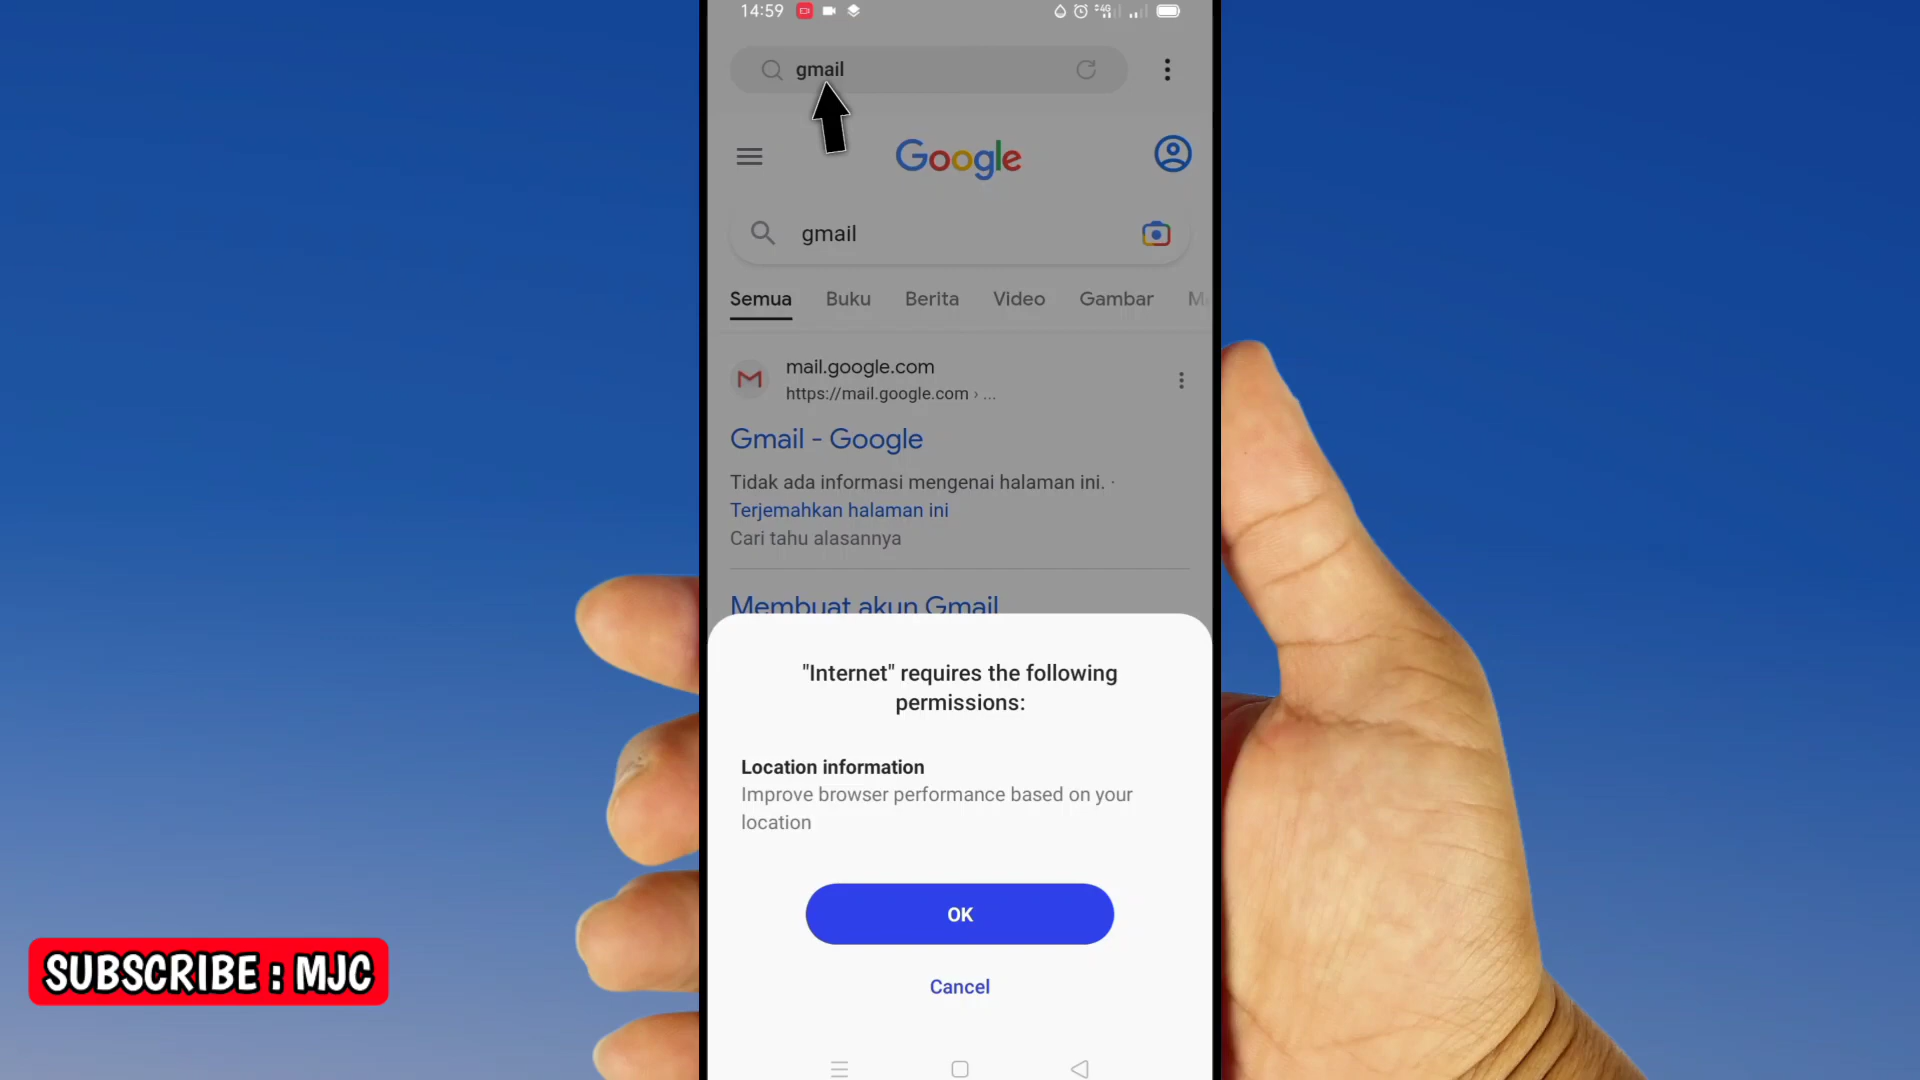 14:59
gmail
Google
gmail
Semua Buku Berita Video Gambar
mail.google.com
https://mail.google.com › ...
Gmail - Google
Tidak ada informasi mengenai halaman ini. ·
Terjemahkan halaman ini
Cari tahu alasannya
Membuat akun Gmail
"Internet" requires the following
permissions:
Location information
Improve browser performance based on your
location
OK
Cancel
SUBSCRIBE : MJC